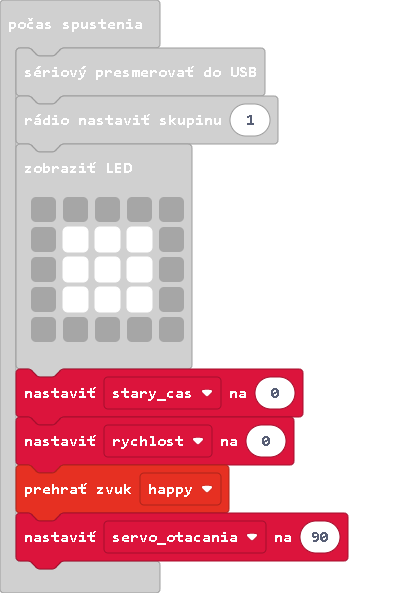 počas spustenia
sériový presmerovať do USB
rádio nastaviť skupinu 1
zobraziť LED
nastaviť stary_cas na 0
nastaviť rychlost na 0
prehrať zvuk happy
nastaviť servo_otacania na 90